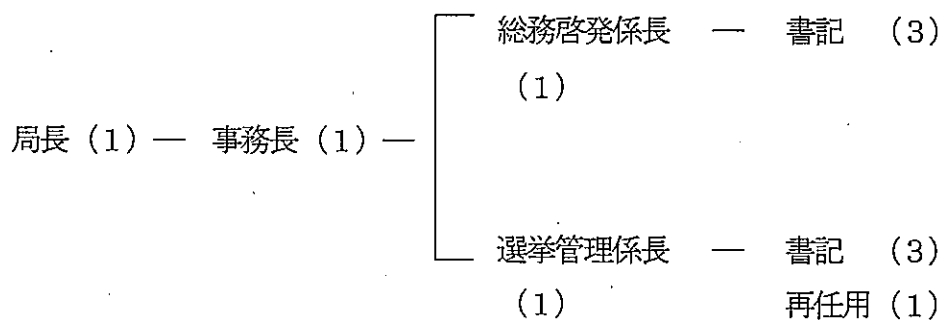 総務啓発係長 ― 書記 (3)
(1)
局長 (1) ― 事務長 (1) ―
選挙管理係長 ― 書記 (3)
(1) 再任用 (1)